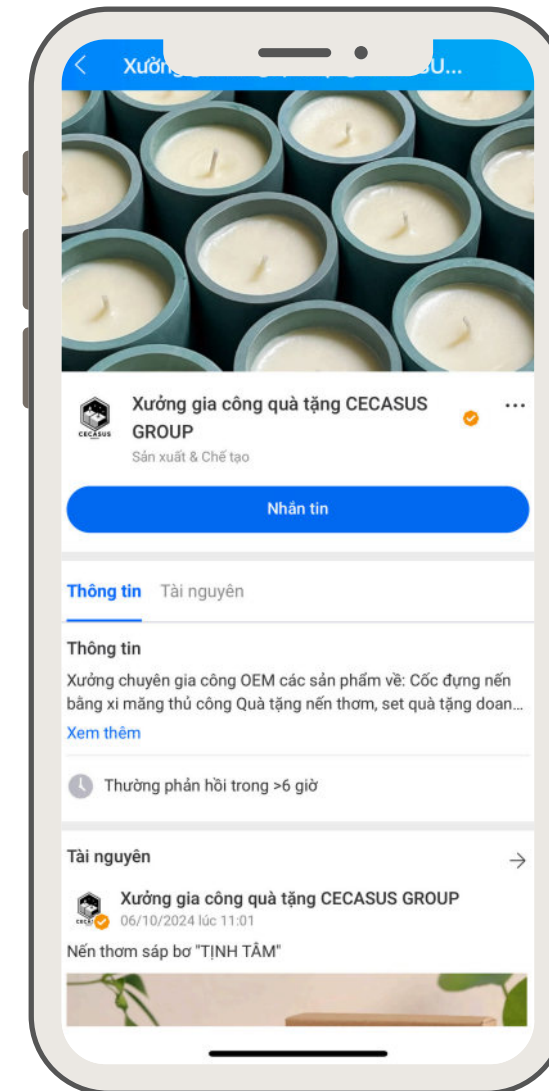 Xưởng
U...
Xưởng gia công quà tặng CECASUS
GROUP
CECASUS
Sản xuất & Chế tạo
Nhắn tin
Thông tin Tài nguyên
Thông tin
Xưởng chuyên gia công OEM các sản phẩm về: Cốc đựng nến
bằng xi măng thủ công Quà tặng nến thơm, set quà tặng doan...
Xem thêm
Thường phản hồi trong >6 giờ
Tài nguyên
Xưởng gia công quà tặng CECASUS GROUP
06/10/2024 lúc 11:01
Nến thơm sáp bơ "TỊNH TÂM"